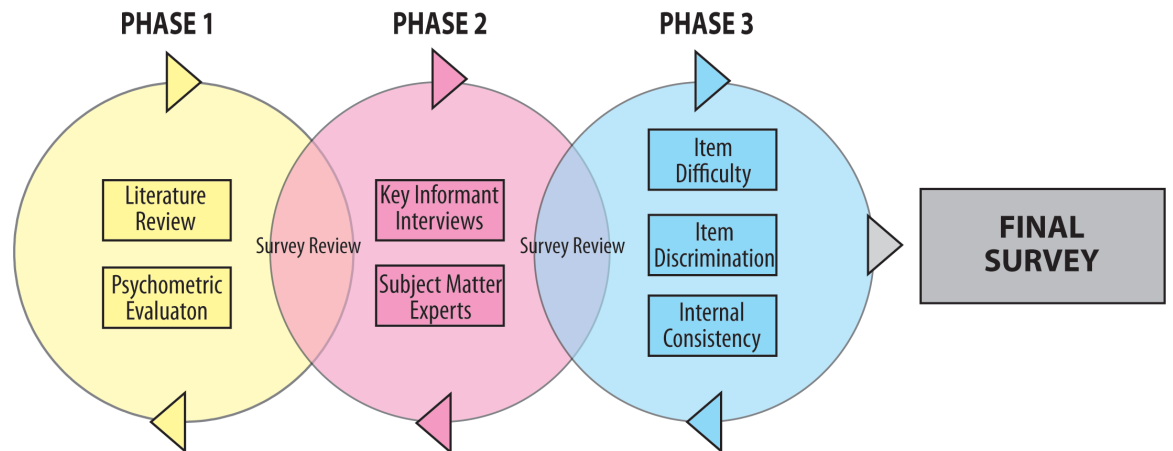 PHASE 1
PHASE 2
PHASE 3
Literature
Review
Psychometric
Evaluaton
Survey Review
Key Informant
Interviews
Subject Matter
Experts
Survey Review
Item
Difficulty
Item
Discrimination
Internal
Consistency
FINAL
SURVEY